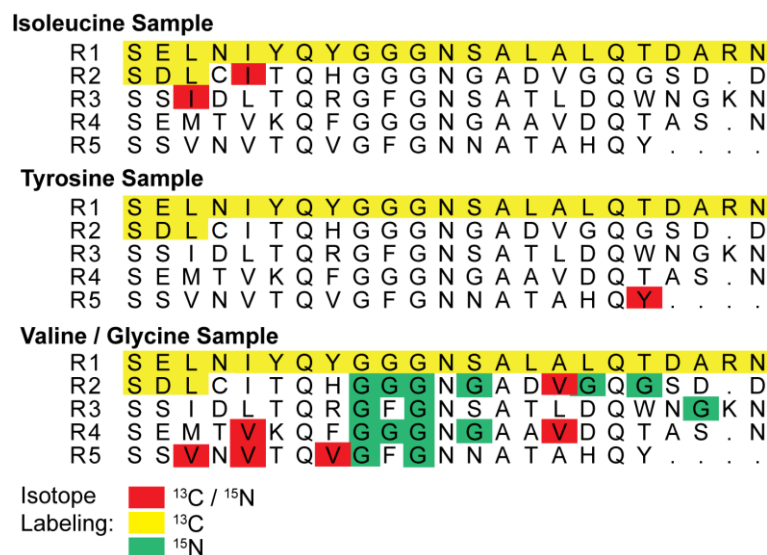 Isoleucine Sample
R1 S E L N I Y Q Y G G G N S A L A L Q T D A R N
R2 S D L C I T Q H G G G N G A D V G Q G S D . D
R3 S S I D L T Q R G F G N S A T L D Q W N G K N
R4 S E M T V K Q F G G G N G A A V D Q T A S . N
R5 S S V N V T Q V G F G N N A T A H Q Y . . . .
Tyrosine Sample
R1 S E L N I Y Q Y G G G N S A L A L Q T D A R N
R2 S D L C I T Q H G G G N G A D V G Q G S D . D
R3 S S I D L T Q R G F G N S A T L D Q W N G K N
R4 S E M T V K Q F G G G N G A A V D Q T A S . N
R5 S S V N V T Q V G F G N N A T A H Q Y . . . .
Valine / Glycine Sample
R1 S E L N I Y Q Y G G G N S A L A L Q T D A R N
R2 S D L C I T Q H G G G N G A D V G Q G S D . D
R3 S S I D L T Q R G F G N S A T L D Q W N G K N
R4 S E M T V K Q F G G G N G A A V D Q T A S . N
R5 S S V N V T Q V G F G N N A T A H Q Y . . . .
Isotope ¹³C / ¹⁵N
Labeling: ¹³C
¹⁵N